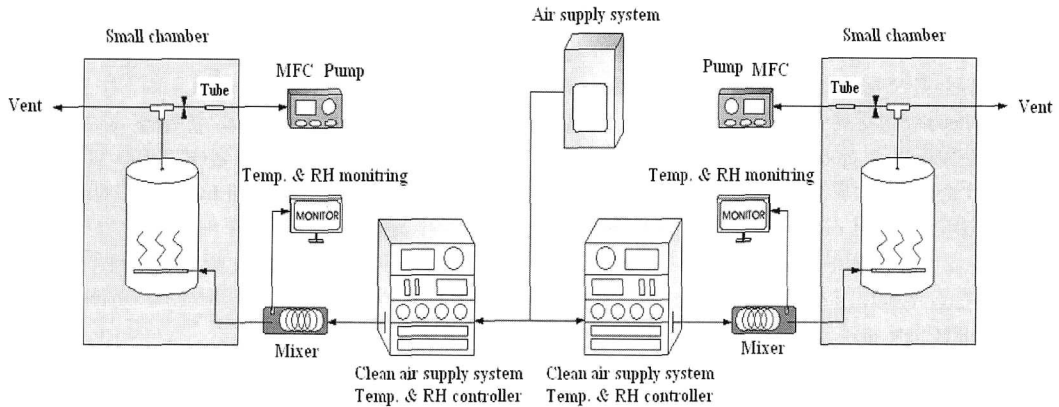 Air supply system
Small chamber
Small chamber
MFC Pump
Pump MFC
Tube
Tube
Vent
Vent
Temp. & RH monitring
Temp. & RH monitring
MONITOR
MONITOR
Mixer
Mixer
Clean air supply system
Temp. & RH controller
Clean air supply system
Temp. & RH controller